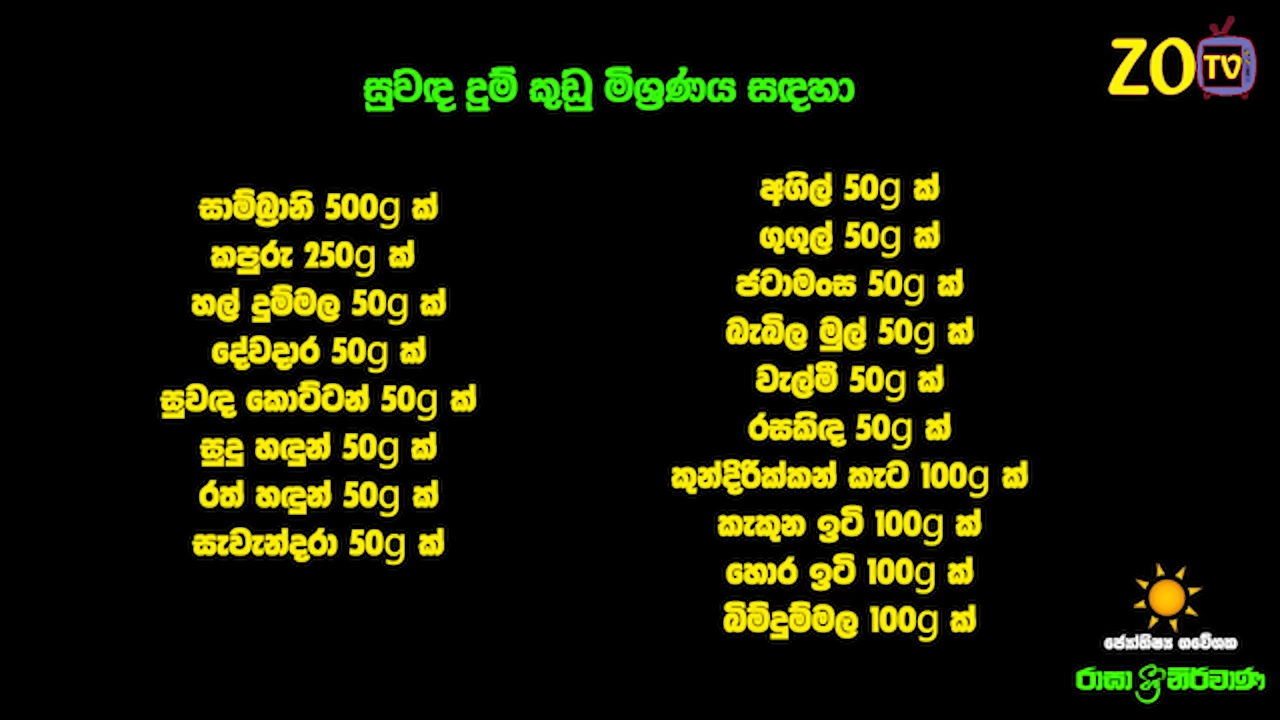 ZO TV
සුවඳ දුම් කුඩු මිශ්‍රණය සඳහා
සාම්බ්‍රානි 500g ක්
කපුරු 250g ක්
හල් දුම්මල 50g ක්
දේවදාර 50g ක්
සුවඳ කොට්ටන් 50g ක්
සුදු හඳුන් 50g ක්
රත් හඳුන් 50g ක්
සැවැන්දරා 50g ක්
අගිල් 50g ක්
ගුගුල් 50g ක්
ජටාමංස 50g ක්
බැබිල මුල් 50g ක්
වැල්මී 50g ක්
රසකිඳ 50g ක්
කුන්දිරික්කන් කැට 100g ක්
කැකුන ඉටි 100g ක්
හොර ඉටි 100g ක්
බිම්දුම්මල 100g ක්
ජෝතිෂ්‍ය ගවේශක
රාඝා ශ්‍රී නිර්වාණ